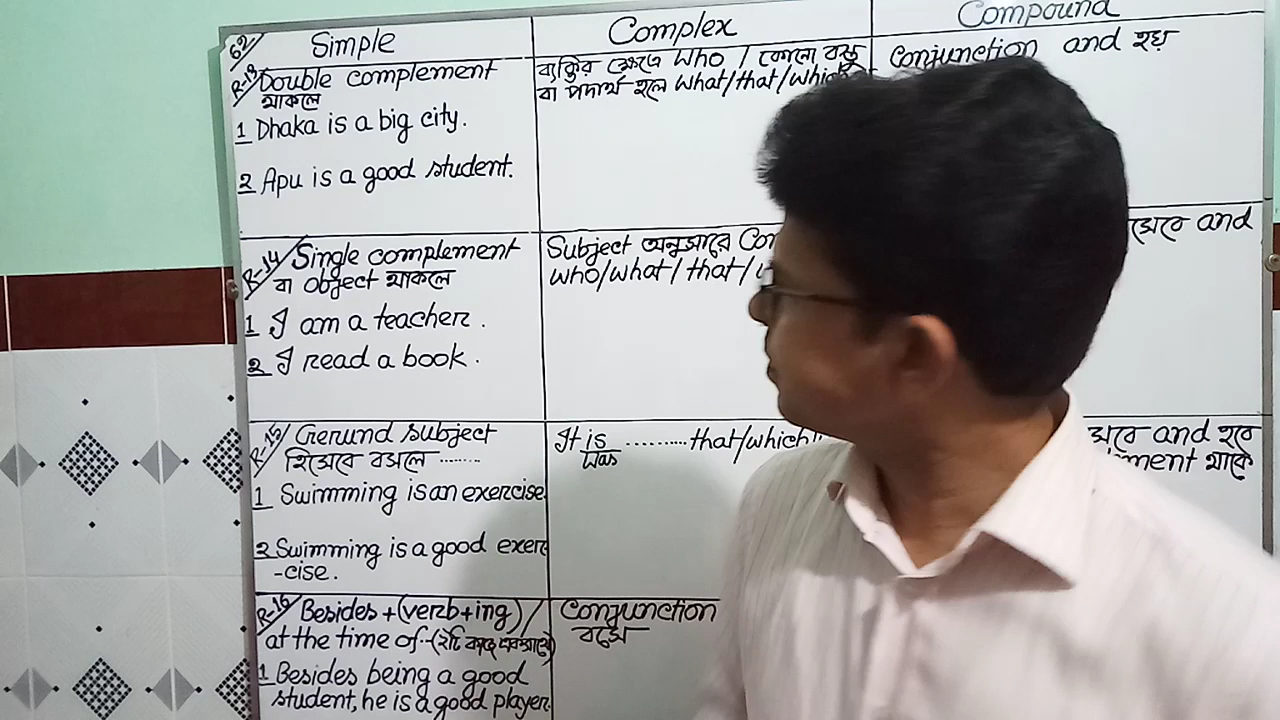 62
Simple
Complex
Compound
R-13 Double complement
থাকলে
1 Dhaka is a big city.
2 Apu is a good student.
ব্যক্তির ক্ষেত্রে Who / কোনো বস্তু
বা পদার্থ হলে What/that/which
Conjunction and হয়
R-14 Single complement
বা object থাকলে
1 I am a teacher.
2 I read a book.
Subject অনুসারে
who/what/ that/
and
R-15 Gerund subject
হিসেবে বসলে ........
1 Swimming is an exercise
2 Swimming is a good exer
-cise.
It is .......... that/which
was
and হবে
থাকে
R-16 Besides + (verb+ing) /
at the time of
1 Besides being a good
student, he is a good player
Conjunction
বসে